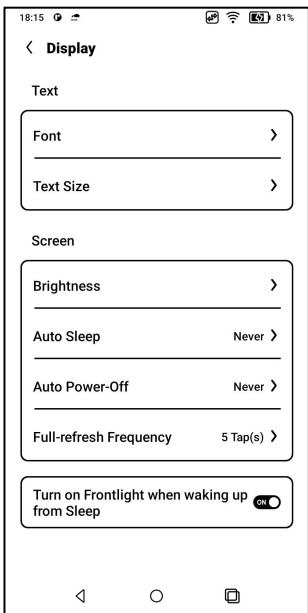 18:15 81%
Display
Text
Font
Text Size
Screen
Brightness
Auto Sleep Never
Auto Power-Off Never
Full-refresh Frequency 5 Tap(s)
Turn on Frontlight when waking up ON
from Sleep